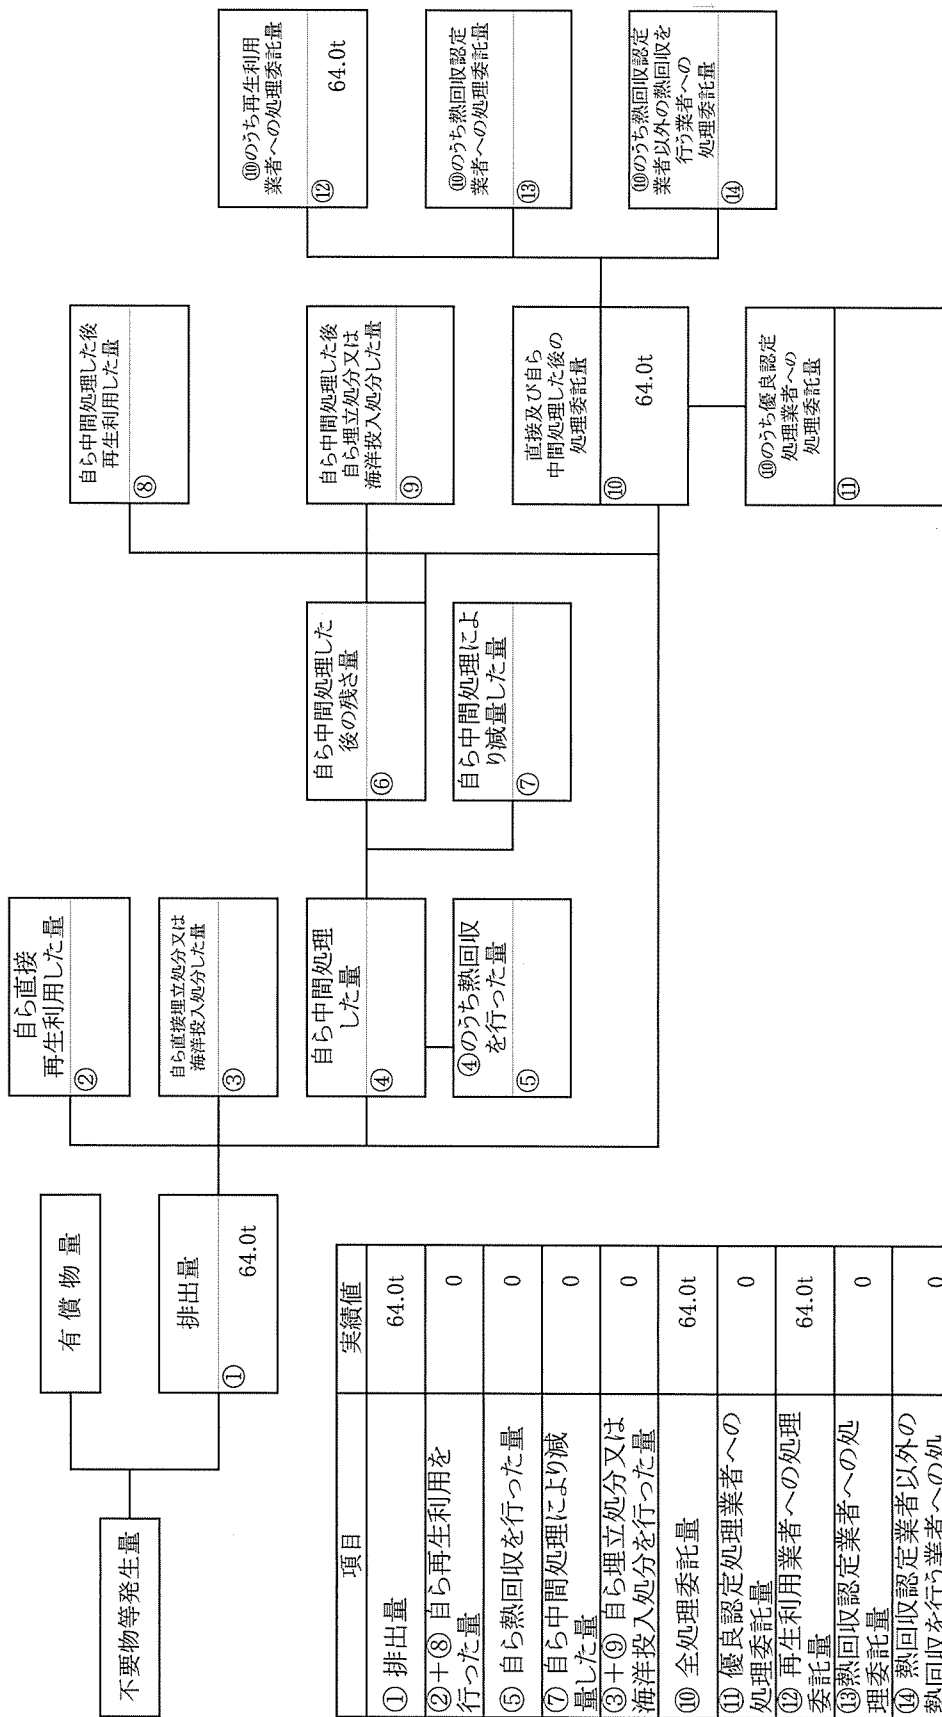 不要物等発生量
有 償 物 量
排出量
①
64.0t
自ら直接
再生利用した量
②
自ら直接埋立処分又は
海洋投入処分した量
③
自ら中間処理
した量
④
④のうち熱回収
を行った量
⑤
自ら中間処理した
後の残さ量
⑥
自ら中間処理によ
り減量した量
⑦
自ら中間処理した後
再生利用した量
⑧
自ら中間処理した後
自ら埋立処分又は
海洋投入処分した量
⑨
直接及び自ら
中間処理した後の
処理委託量
⑩
64.0t
⑩のうち優良認定
処理業者への
処理委託量
⑪
⑩のうち再生利用
業者への処理委託量
⑫
64.0t
⑩のうち熱回収認定
業者への処理委託量
⑬
⑩のうち熱回収認定
業者以外の熱回収を
行う業者への
処理委託量
⑭
項目 実績値
① 排出量 64.0t
②+⑧ 自ら再生利用を
行った量 0
⑤ 自ら熱回収を行った量 0
⑦ 自ら中間処理により減
量した量 0
③+⑨ 自ら埋立処分又は
海洋投入処分を行った量 0
⑩ 全処理委託量 64.0t
⑪ 優良認定処理業者への
処理委託量 0
⑫ 再生利用業者への処理
委託量 64.0t
⑬熱回収認定業者への処
理委託量 0
⑭ 熱回収認定業者以外の
熱回収を行う業者への処 0